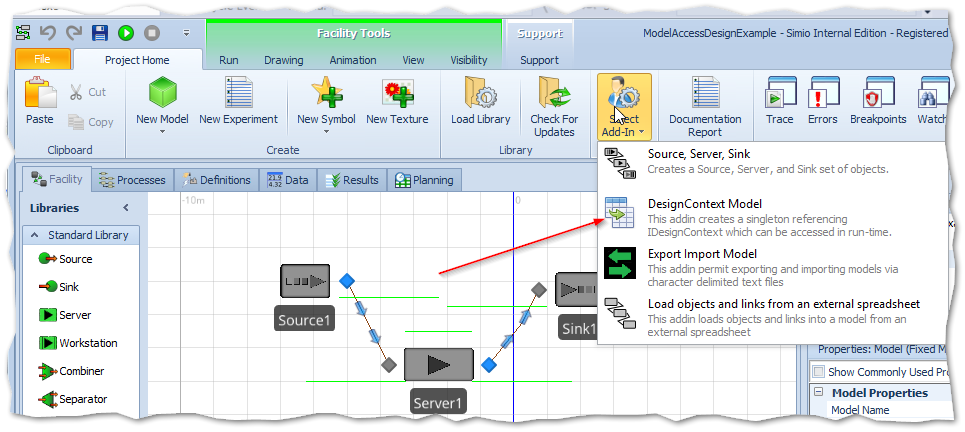 Facility Tools
Support
ModelAccessDesignExample - Simio Internal Edition - Registered
File
Project Home
Run
Drawing
Animation
View
Visibility
Support
Paste
Cut
Copy
New Model
New Experiment
New Symbol
New Texture
Load Library
Check For
Updates
Select
Add-In
Documentation
Report
Trace
Errors
Breakpoints
Watch
Clipboard
Create
Library
Source, Server, Sink
Creates a Source, Server, and Sink set of objects.
DesignContext Model
This addin creates a singleton referencing
IDesignContext which can be accessed in run-time.
Export Import Model
This addin permit exporting and importing models via
character delimited text files
Load objects and links from an external spreadsheet
This addin loads objects and links into a model from an
external spreadsheet
Facility
Processes
Definitions
21.9
4.32
Data
Results
Planning
Libraries
Standard Library
Source
Sink
Server
Workstation
Combiner
Separator
-10m
0
Source1
Sink1
Server1
Properties: Model (Fixed M
Show Commonly Used Pro
Model Properties
Model Name